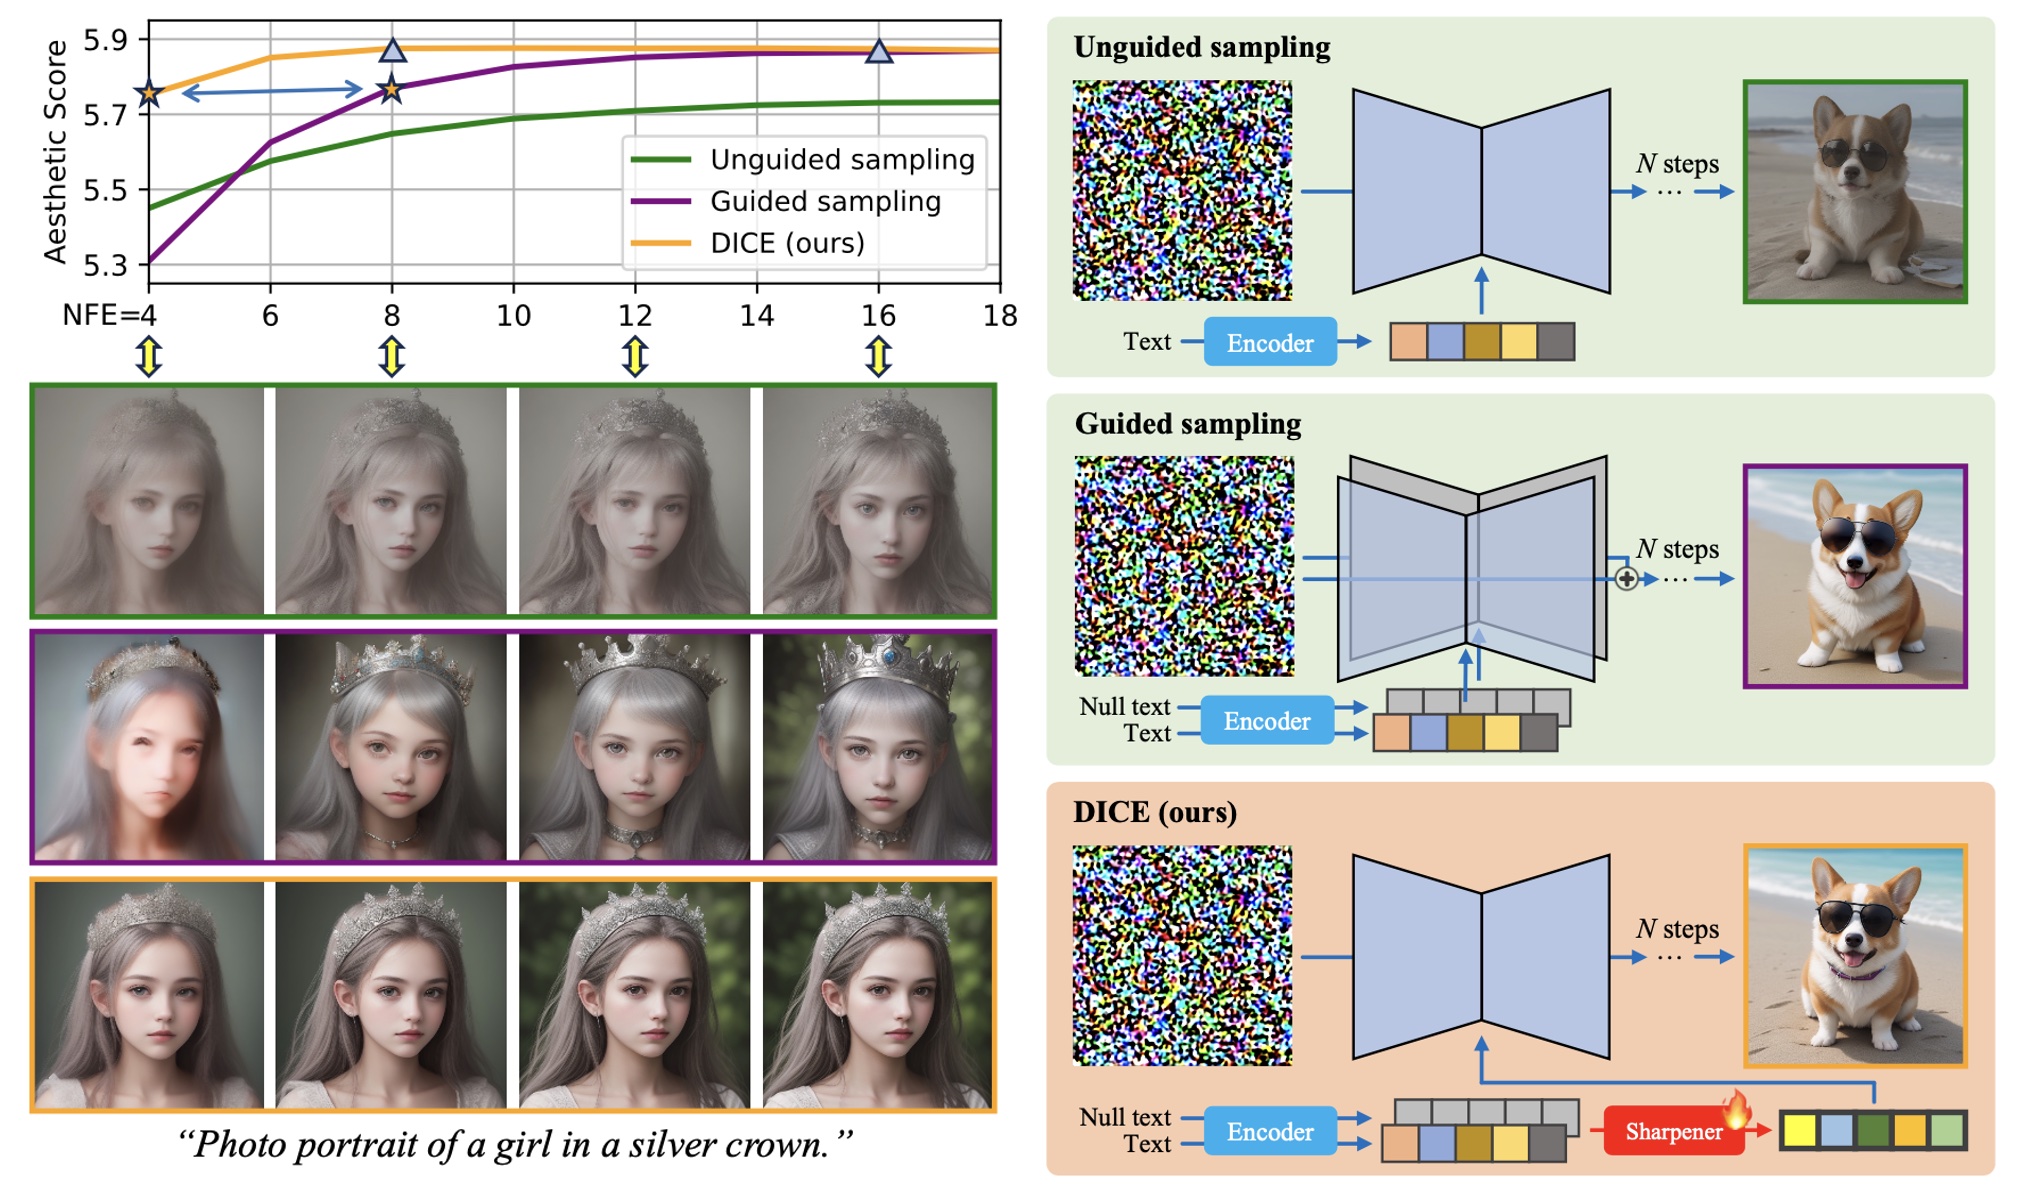 Aesthetic Score
5.9
5.7
5.5
5.3
Unguided sampling
Guided sampling
DICE (ours)
NFE=4 6 8 10 12 14 16 18
“Photo portrait of a girl in a silver crown.”
Unguided sampling
N steps
...
Text
Encoder
Guided sampling
N steps
...
Null text
Text
Encoder
DICE (ours)
N steps
...
Null text
Text
Encoder
Sharpener